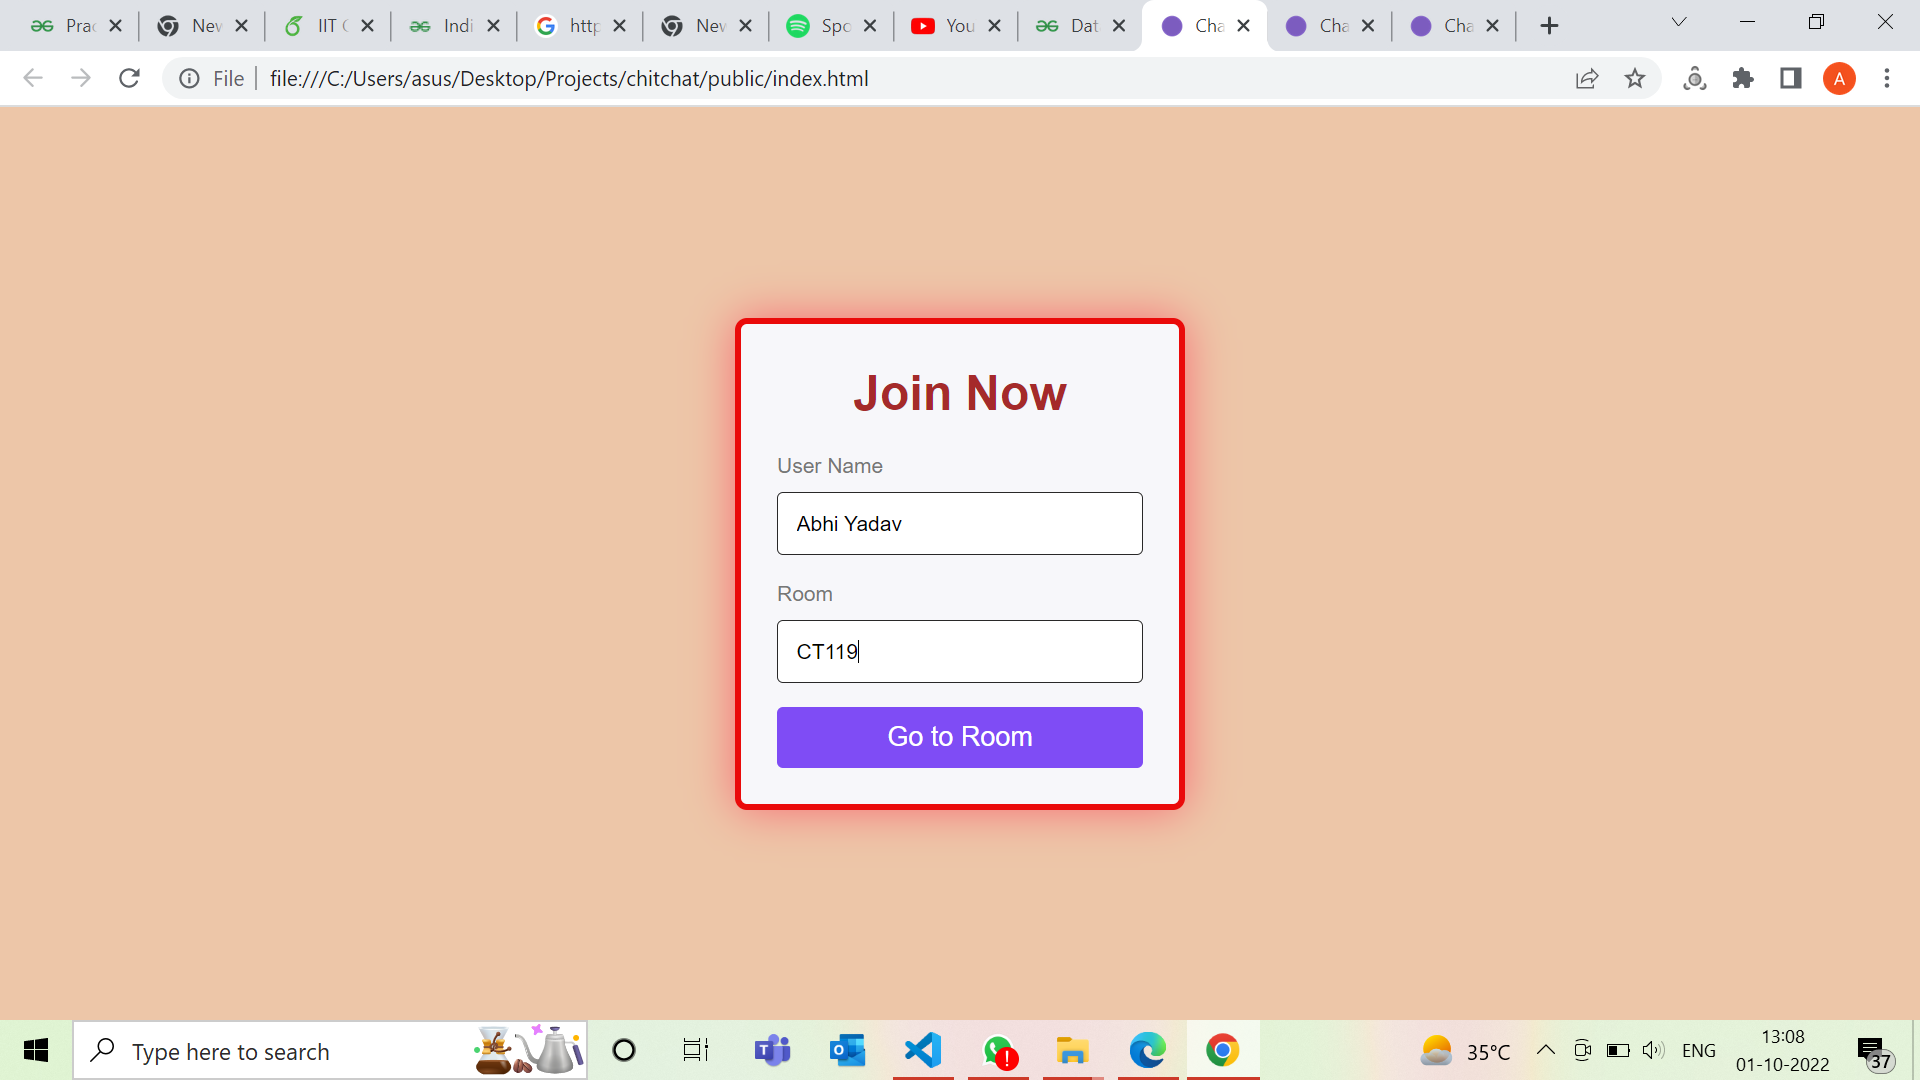 Prac New IIT G Indi http New Spo You Dat Cha Cha Cha
File file:///C:/Users/asus/Desktop/Projects/chitchat/public/index.html A
Join Now
User Name
Abhi Yadav
Room
CT119
Go to Room
Type here to search
35°C ENG
13:08
01-10-2022
37